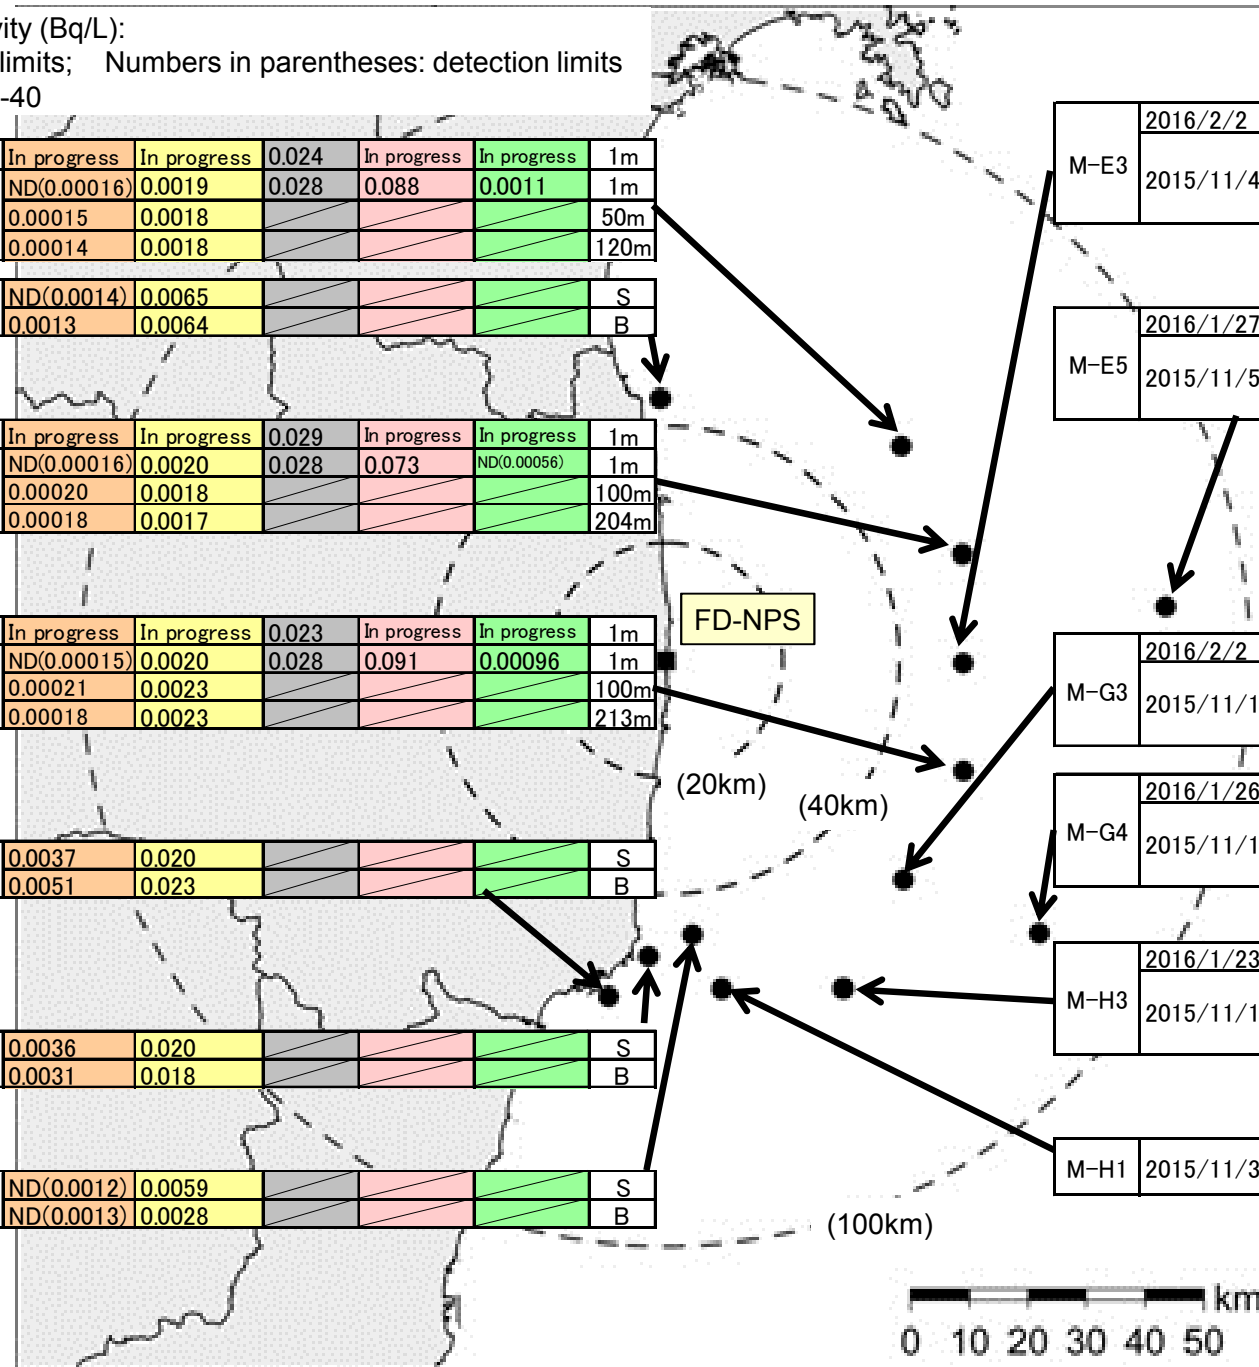 vity (Bq/L):
limits; Numbers in parentheses: detection limits
-40
In progress In progress 0.024 In progress In progress 1m
ND(0.00016) 0.0019 0.028 0.088 0.0011 1m
0.00015 0.0018 50m
0.00014 0.0018 120m
ND(0.0014) 0.0065 S
0.0013 0.0064 B
In progress In progress 0.029 In progress In progress 1m
ND(0.00016) 0.0020 0.028 0.073 ND(0.00056) 1m
0.00020 0.0018 100m
0.00018 0.0017 204m
In progress In progress 0.023 In progress In progress 1m
ND(0.00015) 0.0020 0.028 0.091 0.00096 1m
0.00021 0.0023 100m
0.00018 0.0023 213m
0.0037 0.020 S
0.0051 0.023 B
0.0036 0.020 S
0.0031 0.018 B
ND(0.0012) 0.0059 S
ND(0.0013) 0.0028 B
FD-NPS
(20km)
(40km)
(100km)
M-E3 2016/2/2
2015/11/4
M-E5 2016/1/27
2015/11/5
M-G3 2016/2/2
2015/11/1
M-G4 2016/1/26
2015/11/1
M-H3 2016/1/23
2015/11/1
M-H1 2015/11/3
km
0 10 20 30 40 50